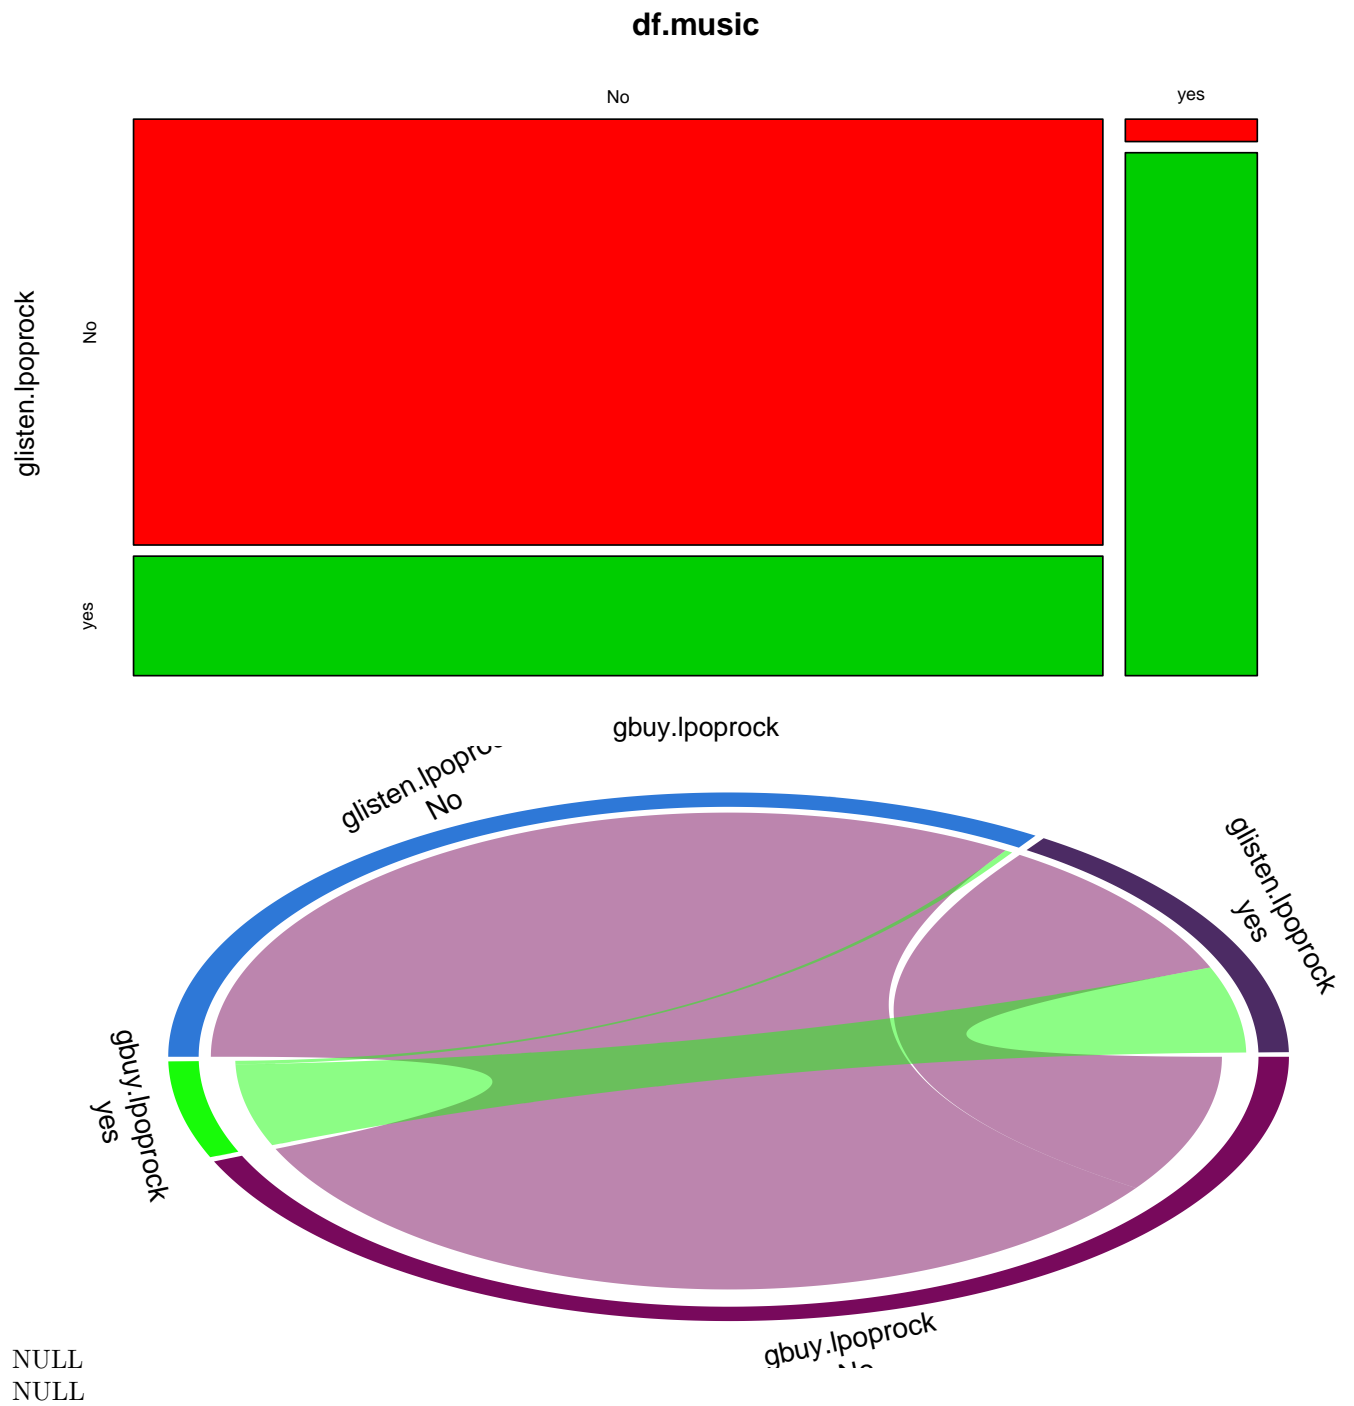 df.music
No
yes
glisten.lpoprock
No
yes
gbuy.lpoprock
No
glisten.lpoprock
yes
gbuy.lpoprock
yes
gbuy.lpoprock
NULL
NULL